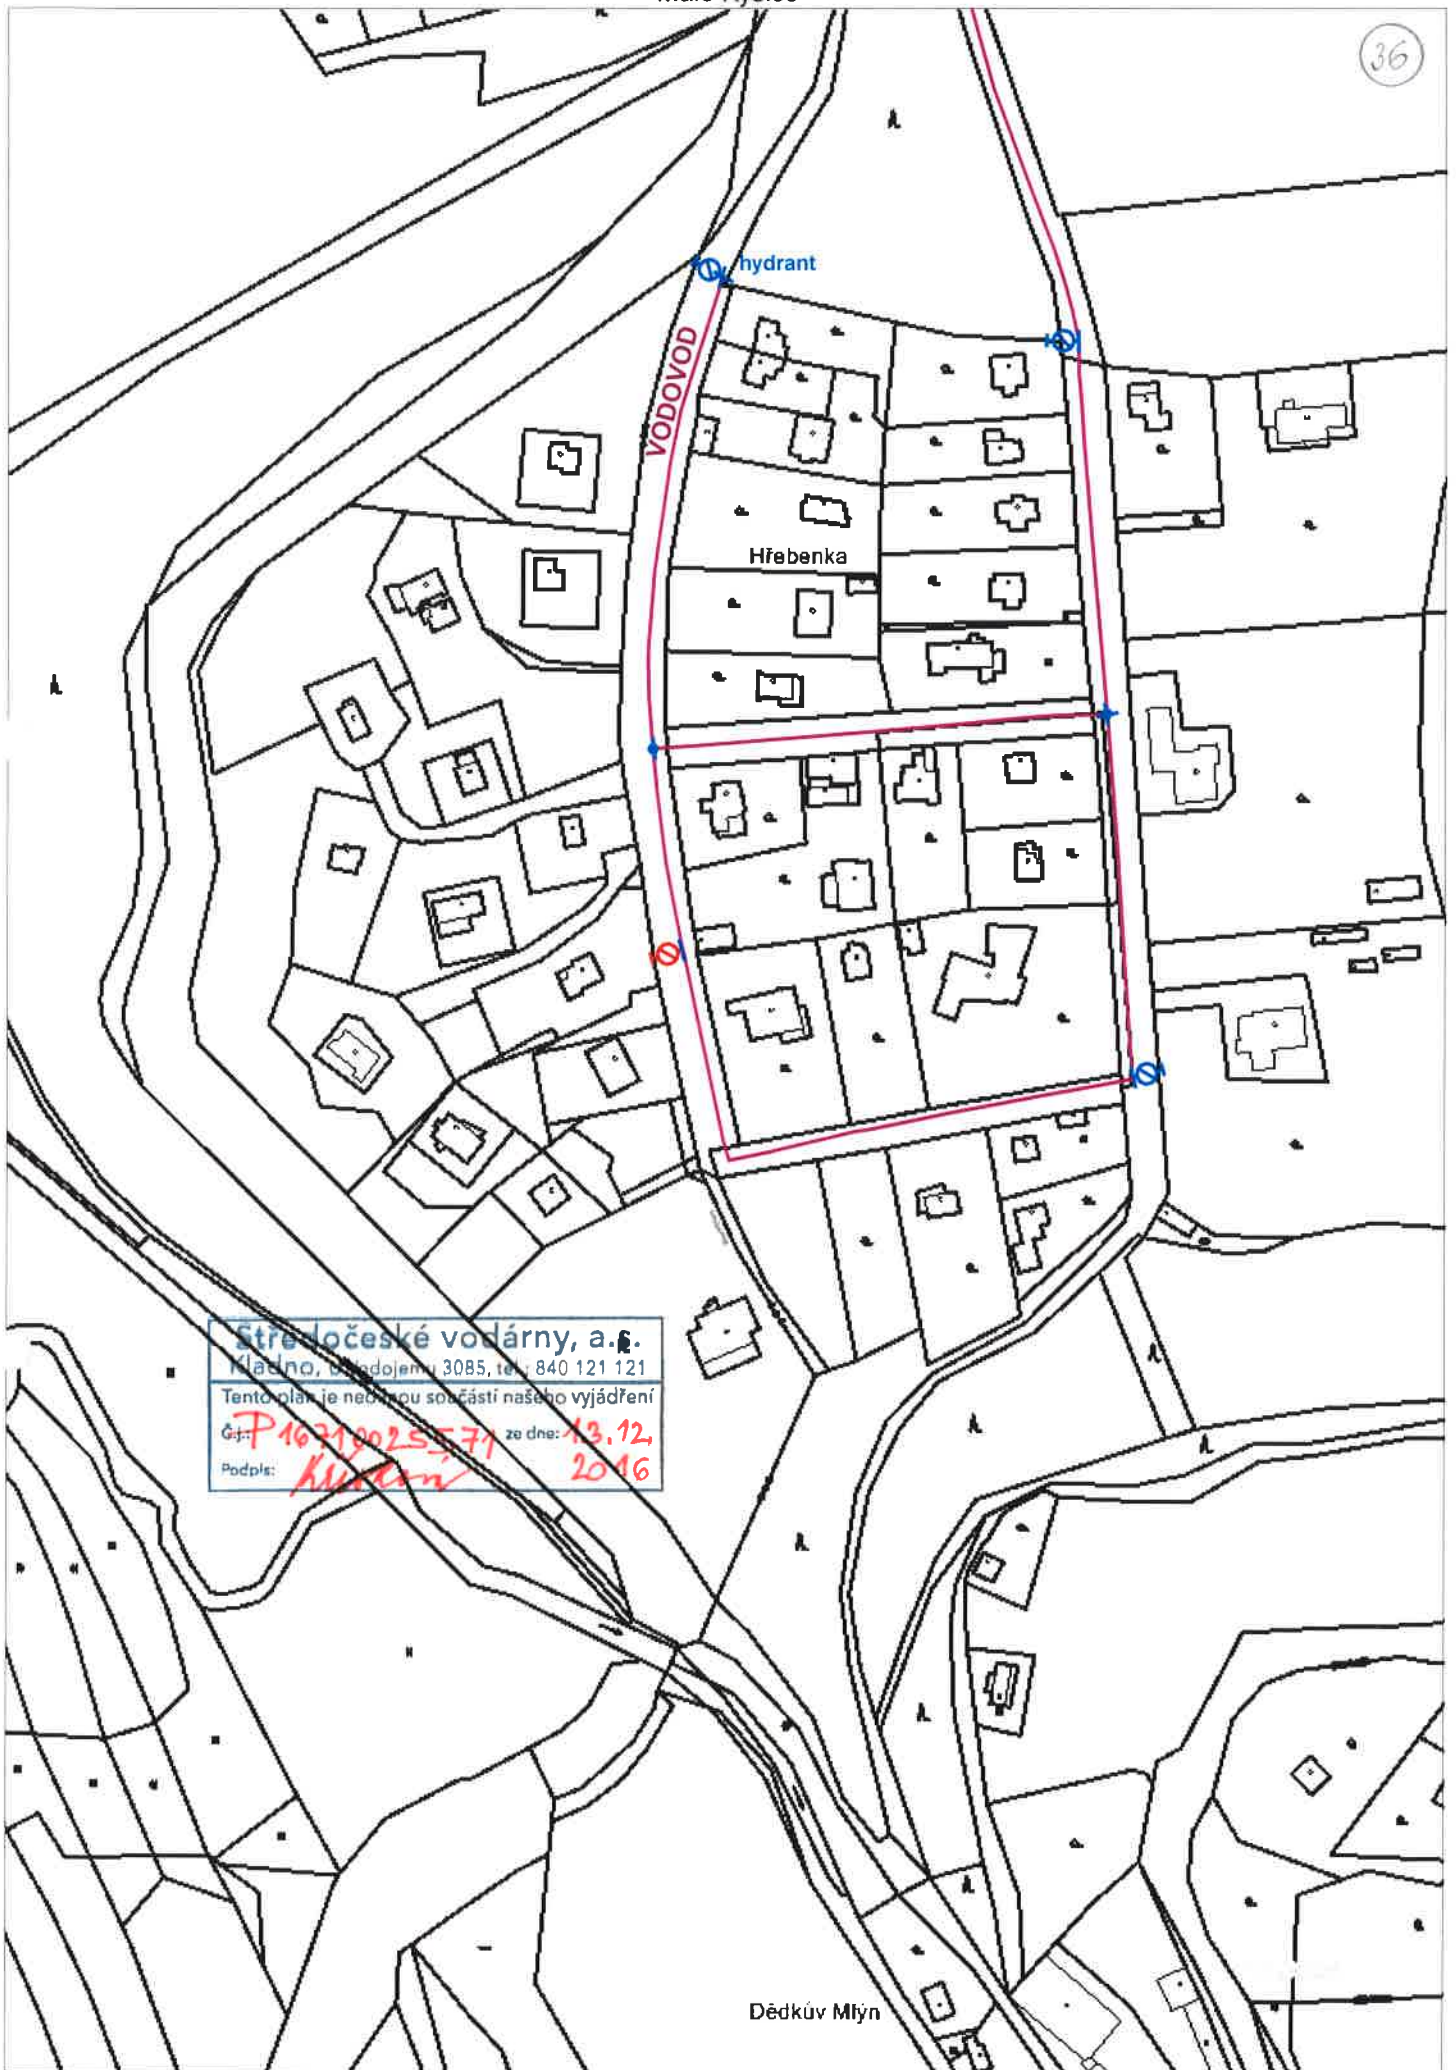 36
hydrant
VODOVOD
Hřebenka
Středočeské vodárny, a.s.
Kladno, U vodojemu 3085, tel.: 840 121 121
Tento plán je nedílnou součástí našeho vyjádření
Č.j.: P16710025571 ze dne: 13.12.
Podpis: 2016
Dědkův Mlýn